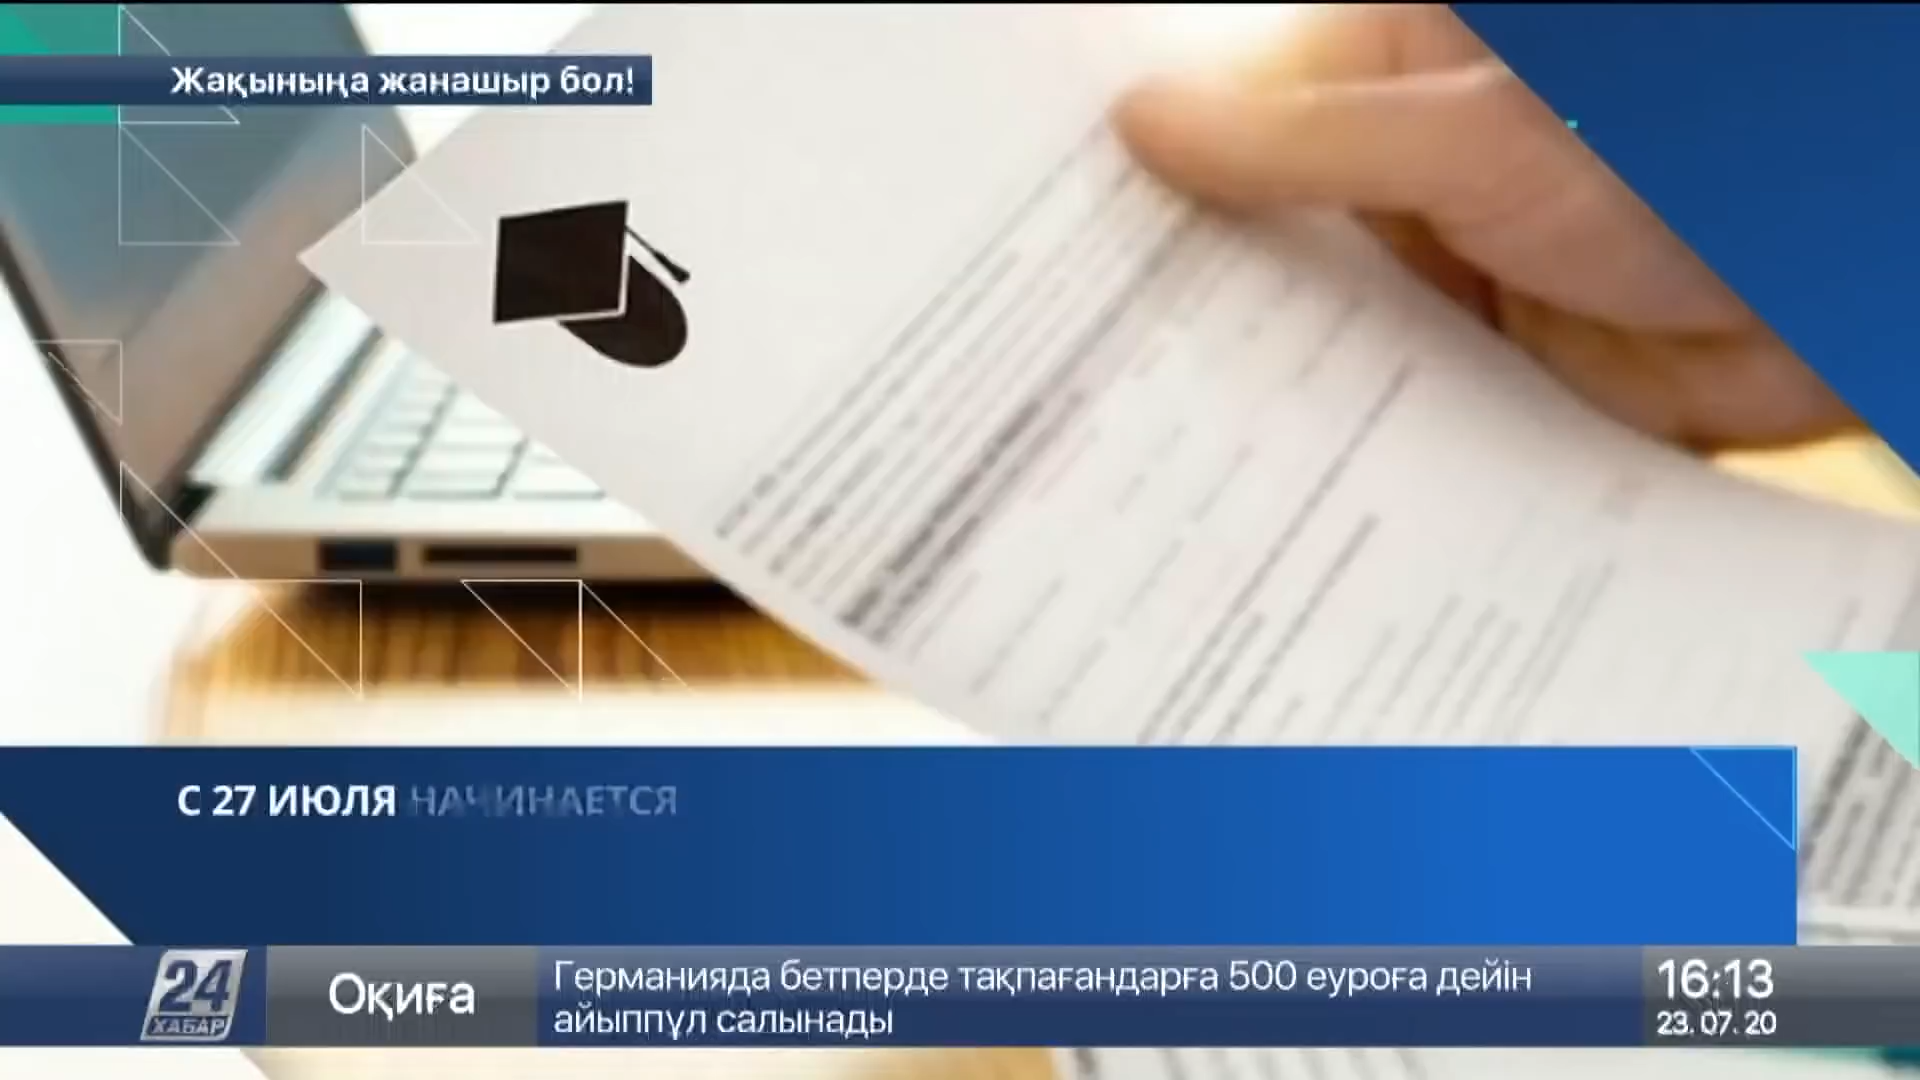 Жақыныңа жанашыр бол!
С 27 ИЮЛЯ НАЧИНАЕТСЯ
24
ХАБАР
Оқиға
Германияда бетперде тақпағандарға 500 еуроға дейін
айыппұл салынады
16:13
23. 07. 20